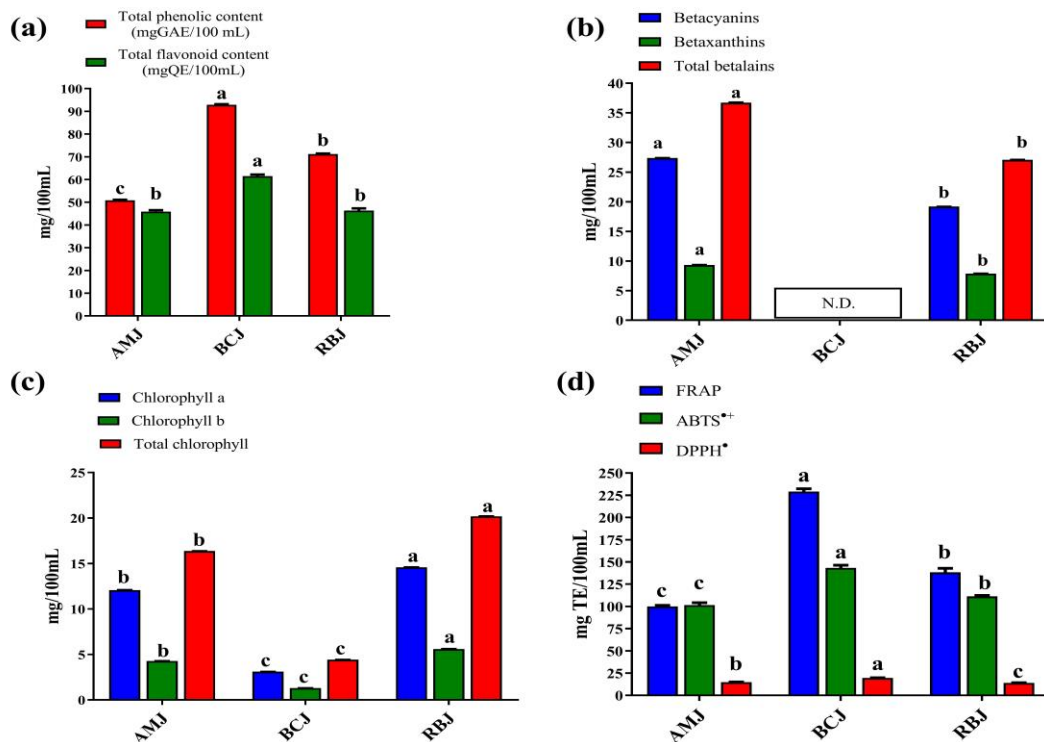 (a)
Total phenolic content
(mgGAE/100 mL)
Total flavonoid content
(mgQE/100mL)
mg/100mL
100
90
80
70
60
50
40
30
20
10
0
c
b
a
a
b
b
AMJ
BCJ
RBJ
(b)
Betacyanins
Betaxanthins
Total betalains
mg/100mL
40
35
30
25
20
15
10
5
0
a
a
a
N.D.
b
b
b
AMJ
BCJ
RBJ
(c)
Chlorophyll a
Chlorophyll b
Total chlorophyll
mg/100mL
25
20
15
10
5
0
b
b
b
c
c
c
a
a
a
AMJ
BCJ
RBJ
(d)
FRAP
ABTS•+
DPPH•
mg TE/100mL
250
225
200
175
150
125
100
75
50
25
0
c
c
b
a
a
a
b
b
c
AMJ
BCJ
RBJ